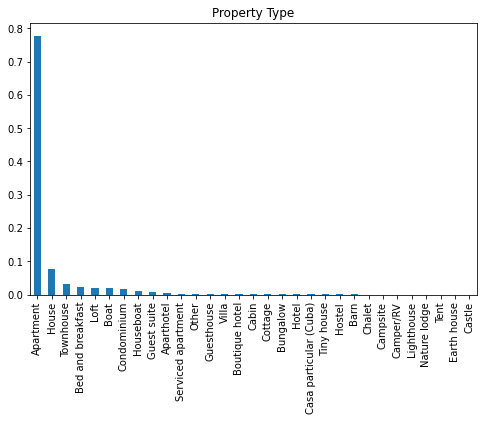 Property Type
0.8
0.7
0.6
0.5
0.4
0.3
0.2
0.1
0.0
Apartment
House
Townhouse
Bed and breakfast
Loft
Boat
Condominium
Houseboat
Guest suite
Aparthotel
Serviced apartment
Other
Guesthouse
Villa
Boutique hotel
Cabin
Cottage
Bungalow
Hotel
Casa particular (Cuba)
Tiny house
Hostel
Barn
Chalet
Campsite
Camper/RV
Lighthouse
Nature lodge
Tent
Earth house
Castle